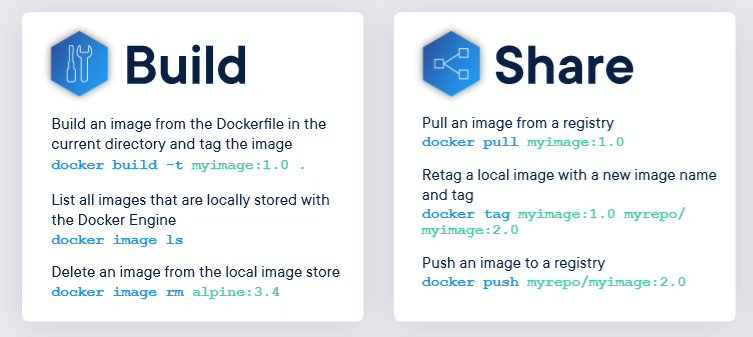 Build
Build an image from the Dockerfile in the
current directory and tag the image
docker build -t myimage:1.0 .
List all images that are locally stored with
the Docker Engine
docker image ls
Delete an image from the local image store
docker image rm alpine:3.4
Share
Pull an image from a registry
docker pull myimage:1.0
Retag a local image with a new image name
and tag
docker tag myimage:1.0 myrepo/
myimage:2.0
Push an image to a registry
docker push myrepo/myimage:2.0